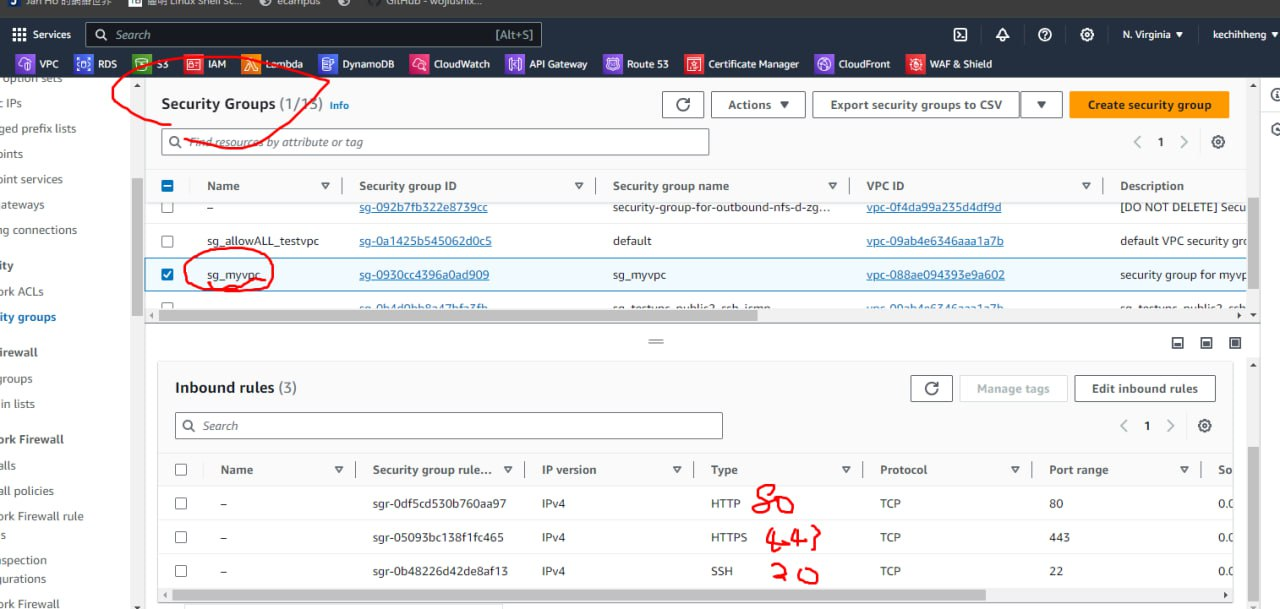 Jan Ho 的網絡世界 Linux Shell Sc... ecampus GitHub - wojiushix...
Services Search [Alt+S] N. Virginia kechihheng
VPC RDS S3 IAM Lambda DynamoDB CloudWatch API Gateway Route 53 Certificate Manager CloudFront WAF & Shield
option sets
c IPs
ged prefix lists
oints
oint services
ateways
ng connections
ity
ork ACLs
ity groups
irewall
groups
in lists
ork Firewall
alls
all policies
ork Firewall rule
s
nspection
gurations
ork Firewall
Security Groups (1/15) Info
Actions Export security groups to CSV Create security group
Find resources by attribute or tag 1
Name Security group ID Security group name VPC ID Description
– sg-092b7fb322e8739cc security-group-for-outbound-nfs-d-zg... vpc-0f4da99a235d4df9d [DO NOT DELETE] Secu
sg_allowALL_testvpc sg-0a1425b545062d0c5 default vpc-09ab4e6346aaa1a7b default VPC security gro
sg_myvpc sg-0930cc4396a0ad909 sg_myvpc vpc-088ae094393e9a602 security group for myvp
sg-0b4d0bb8a47bfa3fb sg_testvpc_public2_ssh_icmp vpc-09ab4e6346aaa1a7b
Inbound rules (3)
Manage tags Edit inbound rules
Search 1
Name Security group rule... IP version Type Protocol Port range So
– sgr-0df5cd530b760aa97 IPv4 HTTP 80 TCP 80 0.0
– sgr-05093bc138f1fc465 IPv4 HTTPS 443 TCP 443 0.0
– sgr-0b48226d42de8af13 IPv4 SSH 20 TCP 22 0.0